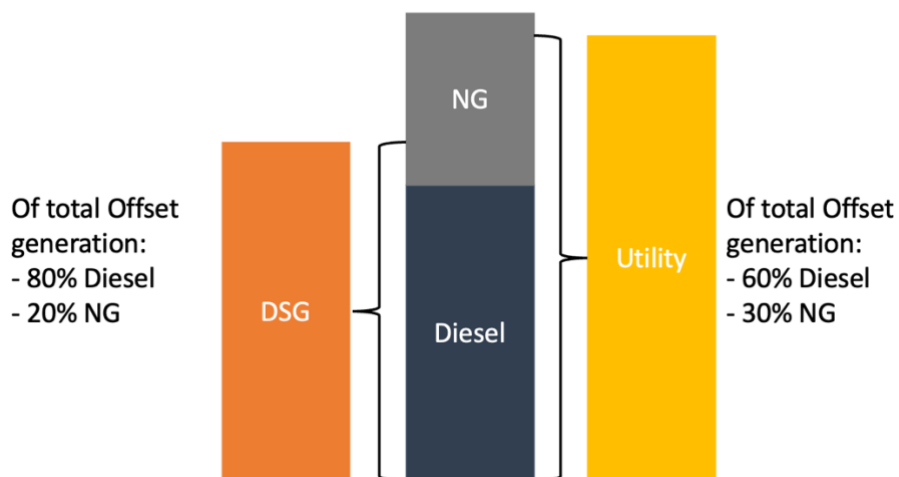 NG
Of total Offset
generation:
- 80% Diesel
- 20% NG
DSG
Diesel
Utility
Of total Offset
generation:
- 60% Diesel
- 30% NG